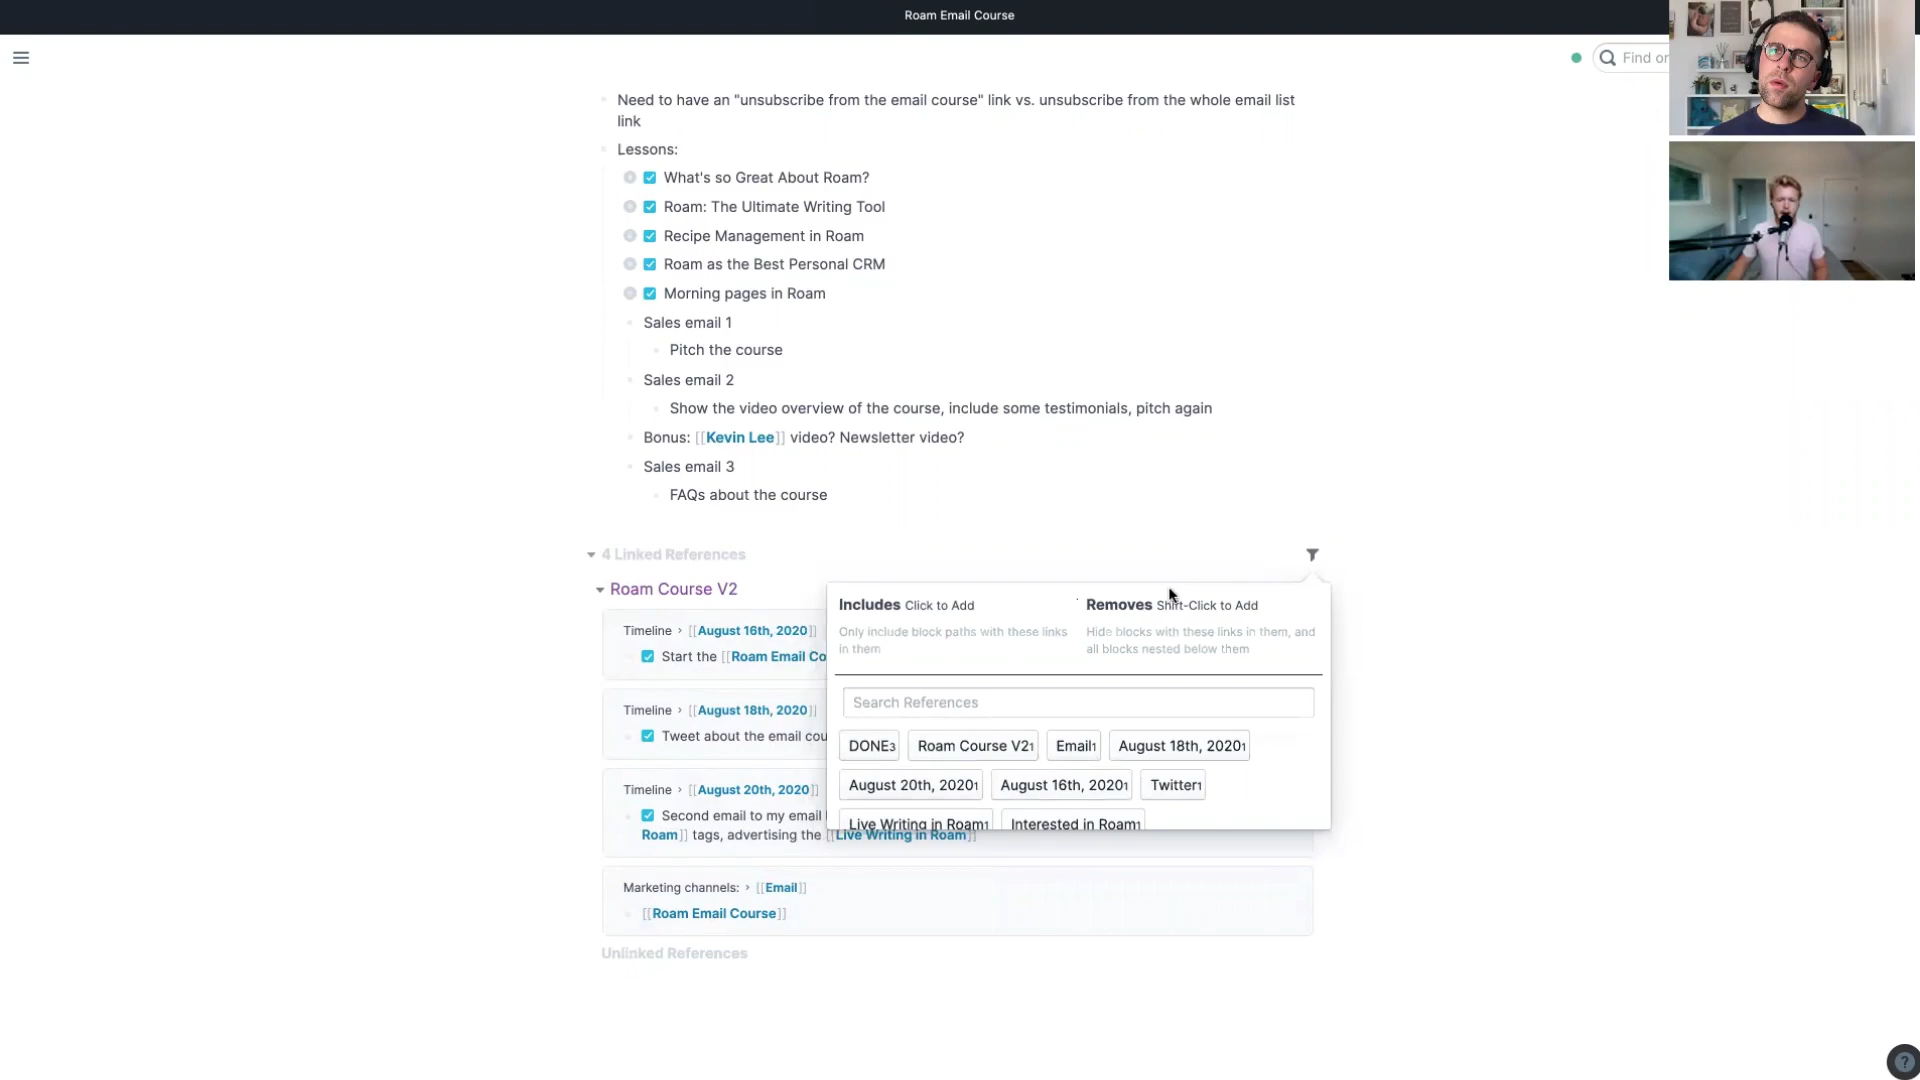 Roam Email Course
Find or
Need to have an "unsubscribe from the email course" link vs. unsubscribe from the whole email list
link
Lessons:
What's so Great About Roam?
Roam: The Ultimate Writing Tool
Recipe Management in Roam
Roam as the Best Personal CRM
Morning pages in Roam
Sales email 1
Pitch the course
Sales email 2
Show the video overview of the course, include some testimonials, pitch again
Bonus: [[Kevin Lee]] video? Newsletter video?
Sales email 3
FAQs about the course
4 Linked References
Roam Course V2
Timeline › [[August 16th, 2020]]
Start the [[Roam Email Co
Timeline › [[August 18th, 2020]]
Tweet about the email cou
Timeline › [[August 20th, 2020]]
Second email to my email
Roam]] tags, advertising the [[Live Writing in Roam]]
Marketing channels: › [[Email]]
[[Roam Email Course]]
Unlinked References
Includes Click to Add
Only include block paths with these links
in them
Removes Shift-Click to Add
Hide blocks with these links in them, and
all blocks nested below them
Search References
DONE3 Roam Course V21 Email1 August 18th, 20201
August 20th, 20201 August 16th, 20201 Twitter1
Live Writing in Roam1 Interested in Roam1
?